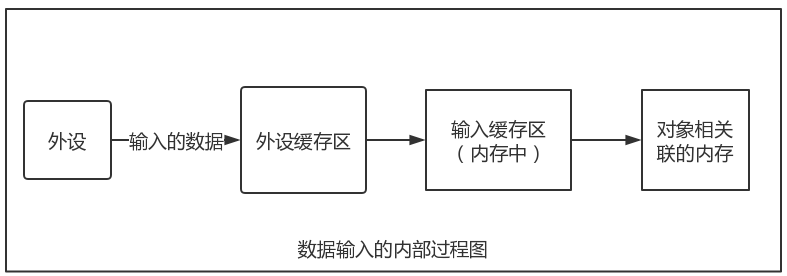 外设
输入的数据
外设缓存区
输入缓存区
（内存中）
对象相关
联的内存
数据输入的内部过程图